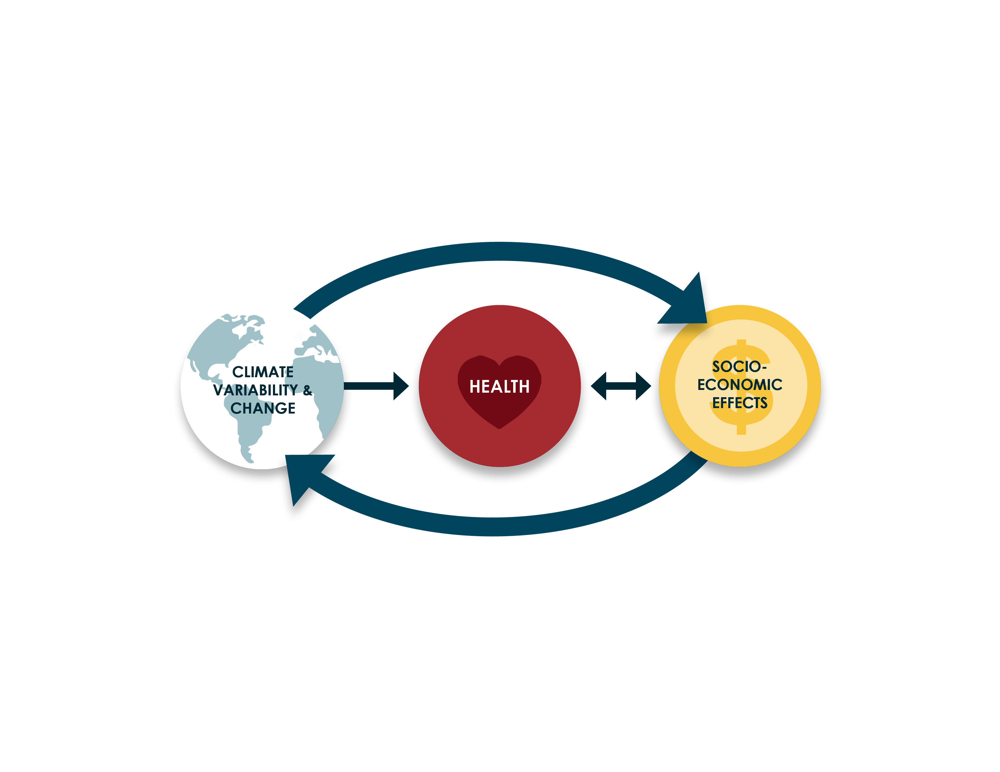 CLIMATE
VARIABILITY &
CHANGE
HEALTH
$
SOCIO-
ECONOMIC
EFFECTS